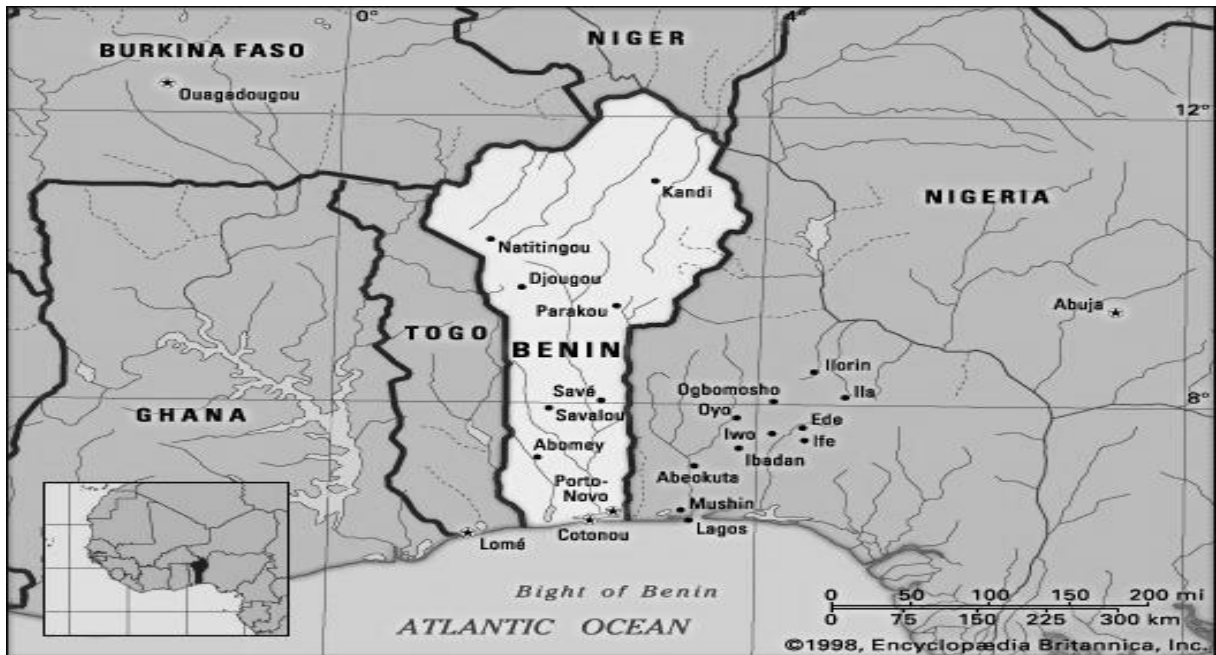 0°
4°
BURKINA FASO
NIGER
Ouagadougou
12°
Kandi
NIGERIA
Natitingou
Djougou
Parakou
Abuja
TOGO
BENIN
Ilorin
Ogbomosho
Ila
Savé
8°
GHANA
Savalou
Oyo
Ede
Iwo
Ife
Abomey
Ibadan
Abeokuta
Porto-
Novo
Mushin
Lomé
Cotonou
Lagos
Bight of Benin
0 50 100 150 200 mi
0 75 150 225 300 km
ATLANTIC OCEAN
©1998, Encyclopædia Britannica, Inc.